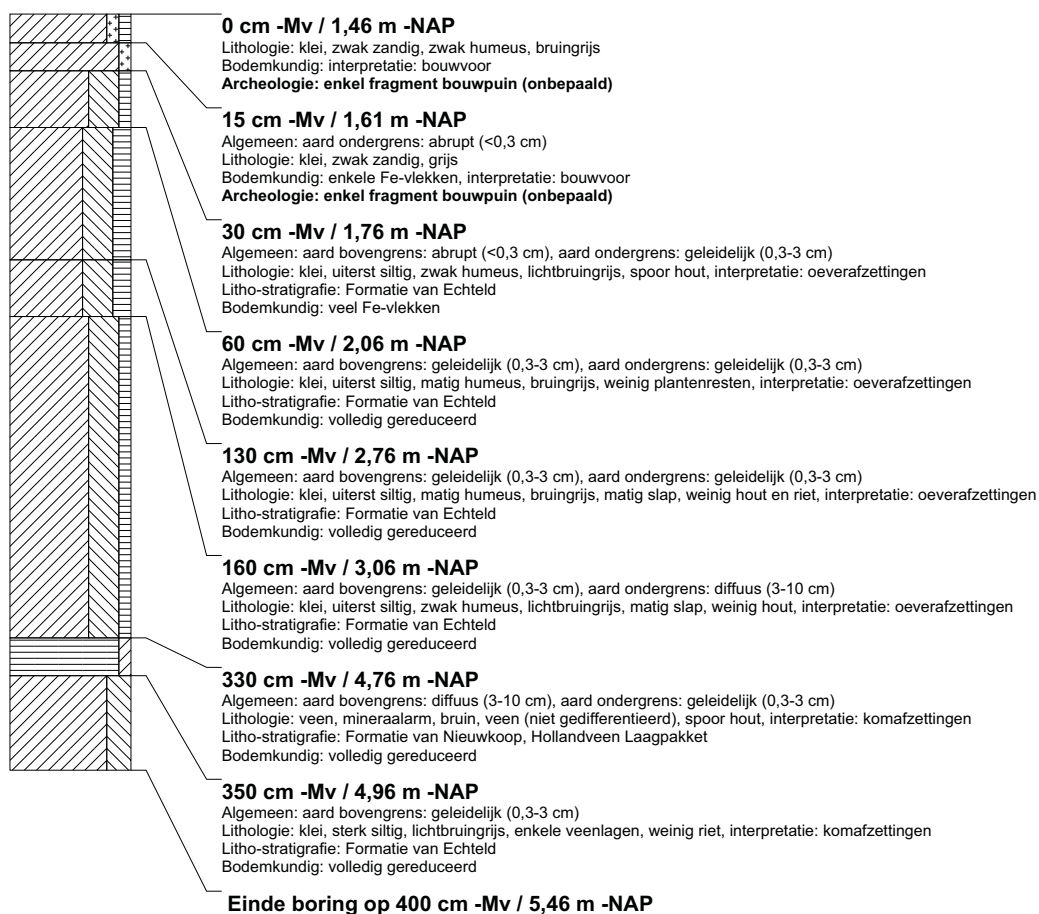 0 cm -Mv / 1,46 m -NAP
Lithologie: klei, zwak zandig, zwak humeus, bruingrijs
Bodemkundig: interpretatie: bouwvoor
Archeologie: enkel fragment bouwpuin (onbepaald)
15 cm -Mv / 1,61 m -NAP
Algemeen: aard ondergrens: abrupt (<0,3 cm)
Lithologie: klei, zwak zandig, grijs
Bodemkundig: enkele Fe-vlekken, interpretatie: bouwvoor
Archeologie: enkel fragment bouwpuin (onbepaald)
30 cm -Mv / 1,76 m -NAP
Algemeen: aard bovengrens: abrupt (<0,3 cm), aard ondergrens: geleidelijk (0,3-3 cm)
Lithologie: klei, uiterst siltig, zwak humeus, lichtbruingrijs, spoor hout, interpretatie: oeverafzettingen
Litho-stratigrafie: Formatie van Echteld
Bodemkundig: veel Fe-vlekken
60 cm -Mv / 2,06 m -NAP
Algemeen: aard bovengrens: geleidelijk (0,3-3 cm), aard ondergrens: geleidelijk (0,3-3 cm)
Lithologie: klei, uiterst siltig, matig humeus, bruingrijs, weinig plantenresten, interpretatie: oeverafzettingen
Litho-stratigrafie: Formatie van Echteld
Bodemkundig: volledig gereduceerd
130 cm -Mv / 2,76 m -NAP
Algemeen: aard bovengrens: geleidelijk (0,3-3 cm), aard ondergrens: geleidelijk (0,3-3 cm)
Lithologie: klei, uiterst siltig, matig humeus, bruingrijs, matig slap, weinig hout en riet, interpretatie: oeverafzettingen
Litho-stratigrafie: Formatie van Echteld
Bodemkundig: volledig gereduceerd
160 cm -Mv / 3,06 m -NAP
Algemeen: aard bovengrens: geleidelijk (0,3-3 cm), aard ondergrens: diffuus (3-10 cm)
Lithologie: klei, uiterst siltig, zwak humeus, lichtbruingrijs, matig slap, weinig hout, interpretatie: oeverafzettingen
Litho-stratigrafie: Formatie van Echteld
Bodemkundig: volledig gereduceerd
330 cm -Mv / 4,76 m -NAP
Algemeen: aard bovengrens: diffuus (3-10 cm), aard ondergrens: geleidelijk (0,3-3 cm)
Lithologie: veen, mineraalarm, bruin, veen (niet gedifferentieerd), spoor hout, interpretatie: komafzettingen
Litho-stratigrafie: Formatie van Nieuwkoop, Hollandveen Laagpakket
Bodemkundig: volledig gereduceerd
350 cm -Mv / 4,96 m -NAP
Algemeen: aard bovengrens: geleidelijk (0,3-3 cm)
Lithologie: klei, sterk siltig, lichtbruingrijs, enkele veenlagen, weinig riet, interpretatie: komafzettingen
Litho-stratigrafie: Formatie van Echteld
Bodemkundig: volledig gereduceerd
Einde boring op 400 cm -Mv / 5,46 m -NAP